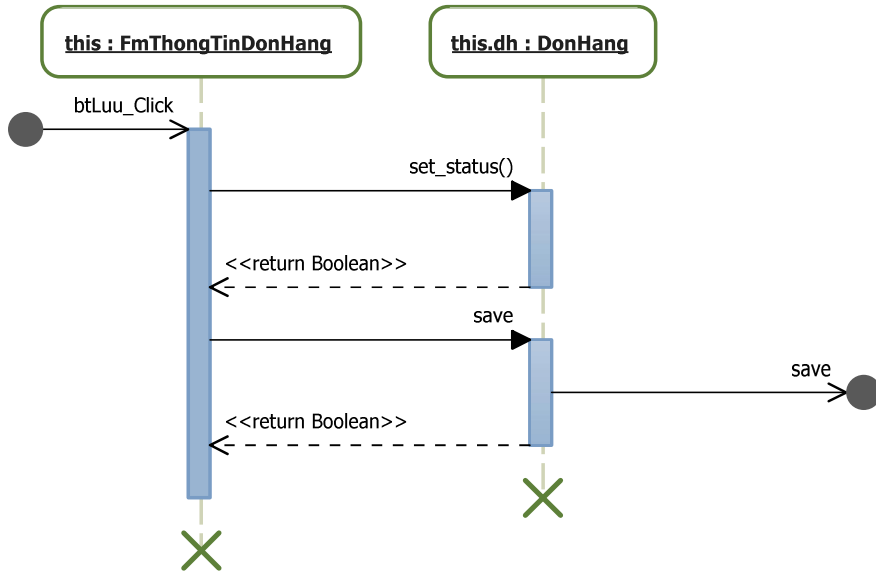 this : FmThongTinDonHang
this.dh : DonHang
btLuu_Click
set_status()
<<return Boolean>>
save
save
<<return Boolean>>